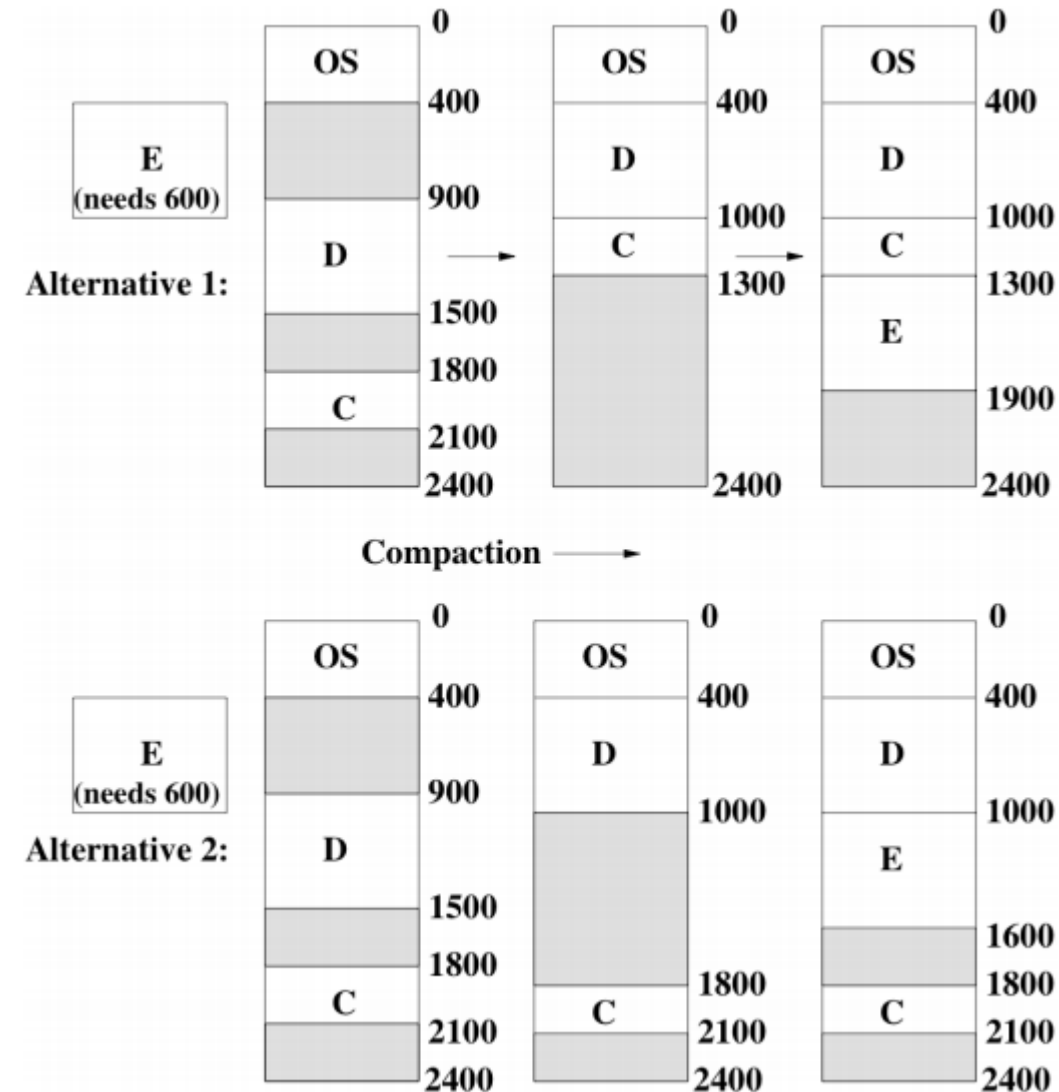 0
OS
400
E
(needs 600)
900
D
Alternative 1:
1500
1800
C
2100
2400
0
OS
400
D
1000
C
1300
2400
0
OS
400
D
1000
C
1300
E
1900
2400
Compaction
0
OS
400
E
(needs 600)
900
Alternative 2:
D
1500
1800
C
2100
2400
0
OS
400
D
1000
1800
C
2100
2400
0
OS
400
D
1000
E
1600
1800
C
2100
2400